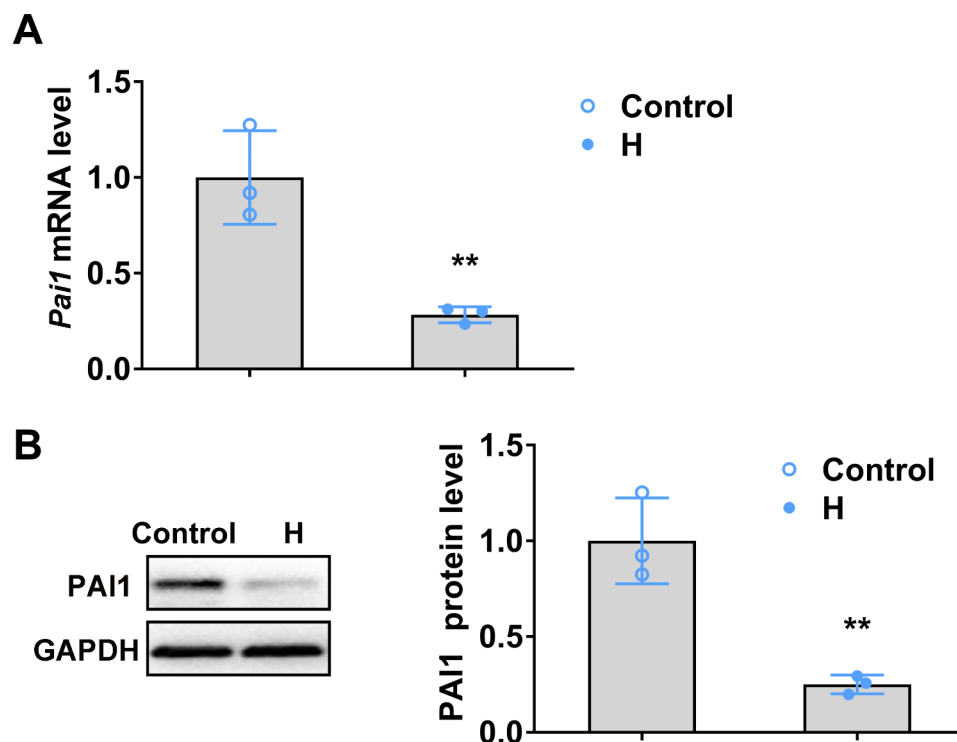 A
Pai1 mRNA level
1.5
1.0
0.5
0.0
**
Control
H
B
Control H
PAI1
GAPDH
PAI1 protein level
1.5
1.0
0.5
0.0
**
Control
H